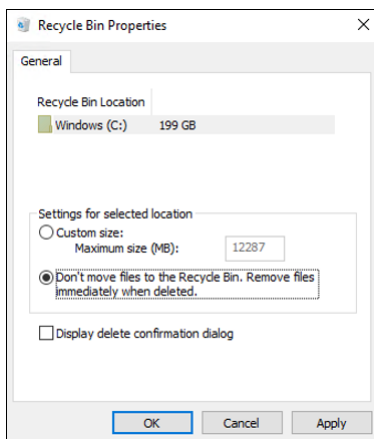 Recycle Bin Properties
General
Recycle Bin Location
Windows (C:) 199 GB
Settings for selected location
Custom size:
Maximum size (MB): 12287
Don't move files to the Recycle Bin. Remove files
immediately when deleted.
Display delete confirmation dialog
OK Cancel Apply